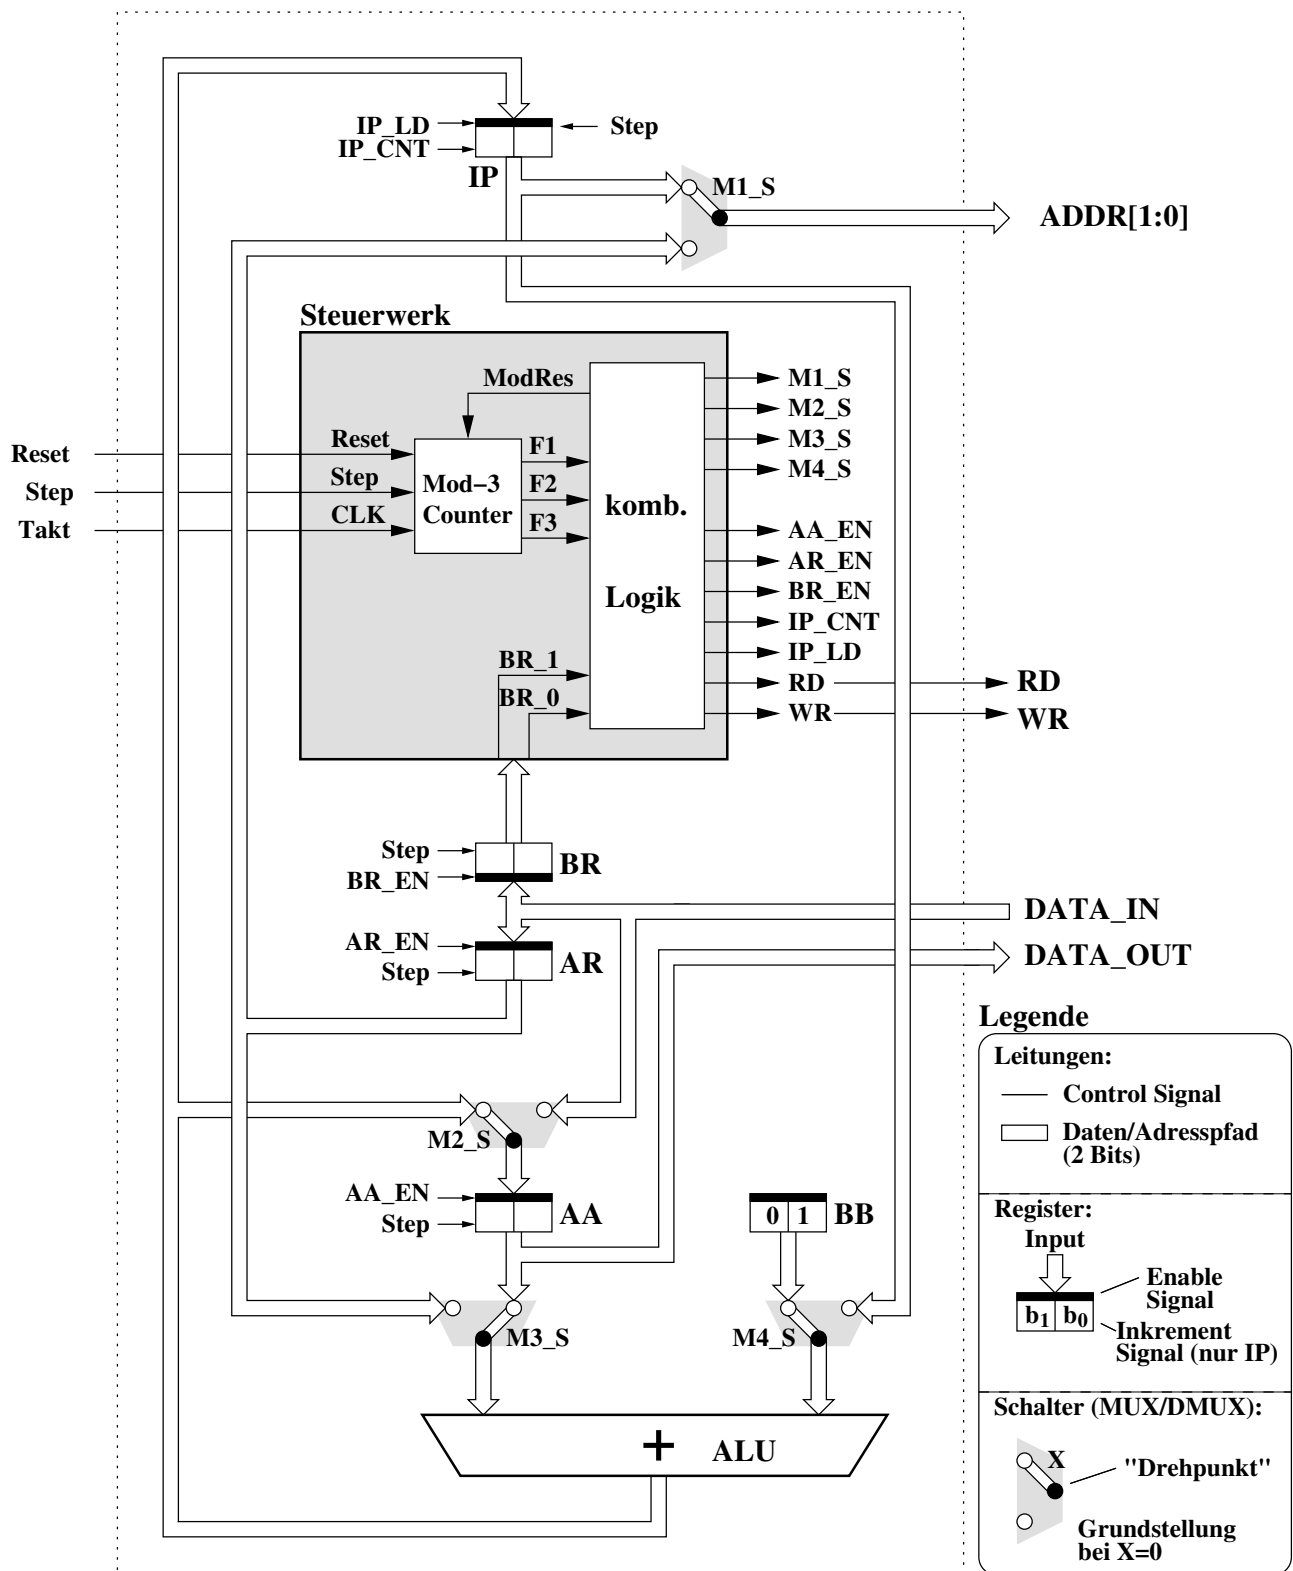 IP_LD
IP_CNT
Step
IP
M1_S
ADDR[1:0]
Steuerwerk
ModRes
M1_S
M2_S
M3_S
M4_S
Reset
Step
Takt
Reset
Step
CLK
Mod-3
Counter
F1
F2
F3
komb.
Logik
AA_EN
AR_EN
BR_EN
IP_CNT
IP_LD
RD
WR
RD
WR
BR_1
BR_0
Step
BR_EN
BR
DATA_IN
AR_EN
Step
AR
DATA_OUT
M2_S
AA_EN
Step
AA
0 1
BB
M3_S
M4_S
+ ALU
Legende
Leitungen:
Control Signal
Daten/Adresspfad
(2 Bits)
Register:
Input
b1 b0
Enable
Signal
Inkrement
Signal (nur IP)
Schalter (MUX/DMUX):
X
"Drehpunkt"
Grundstellung
bei X=0